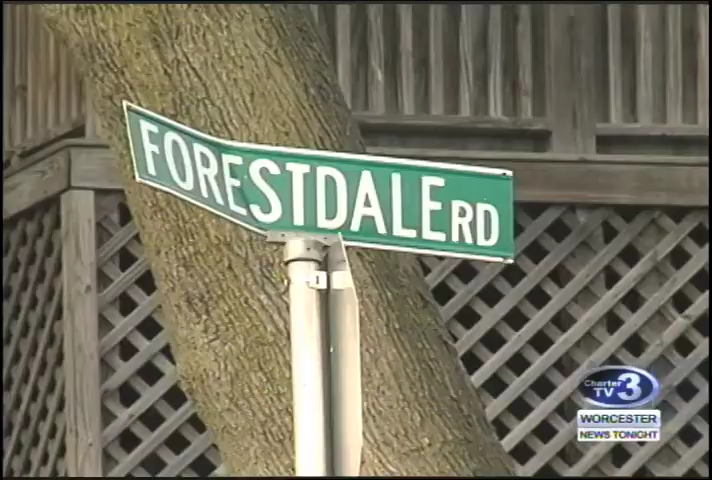 FORESTDALE RD
Charter
TV 3
WORCESTER
NEWS TONIGHT